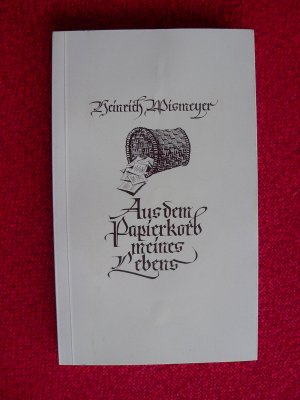 Heinrich Wismeyer
Aus dem
Papierkorb
meines
Lebens